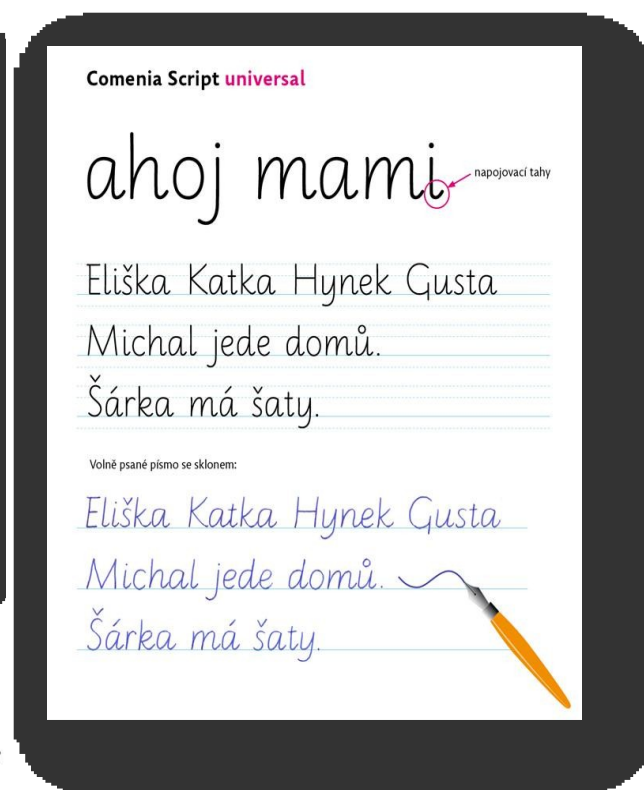 Comenia Script universal
ahoj mami
napojovací tahy
Eliška Katka Hynek Gusta
Michal jede domů.
Šárka má šaty.
Volně psané písmo se sklonem:
Eliška Katka Hynek Gusta
Michal jede domů.
Šárka má šaty.